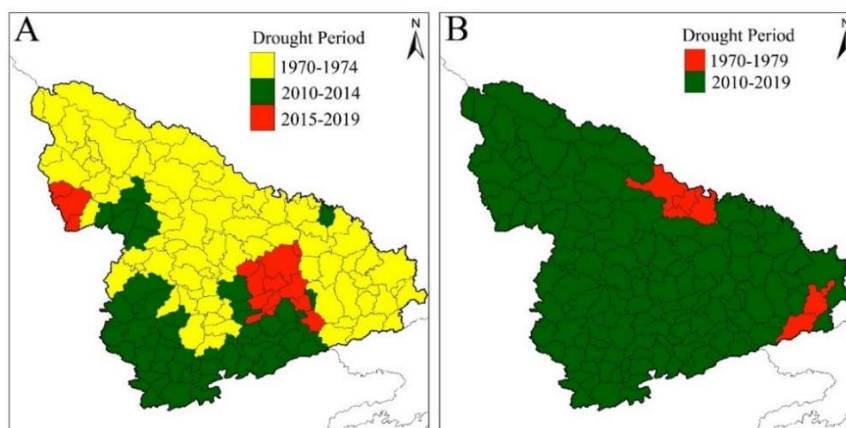 A
N
Drought Period
1970-1974
2010-2014
2015-2019
B
N
Drought Period
1970-1979
2010-2019